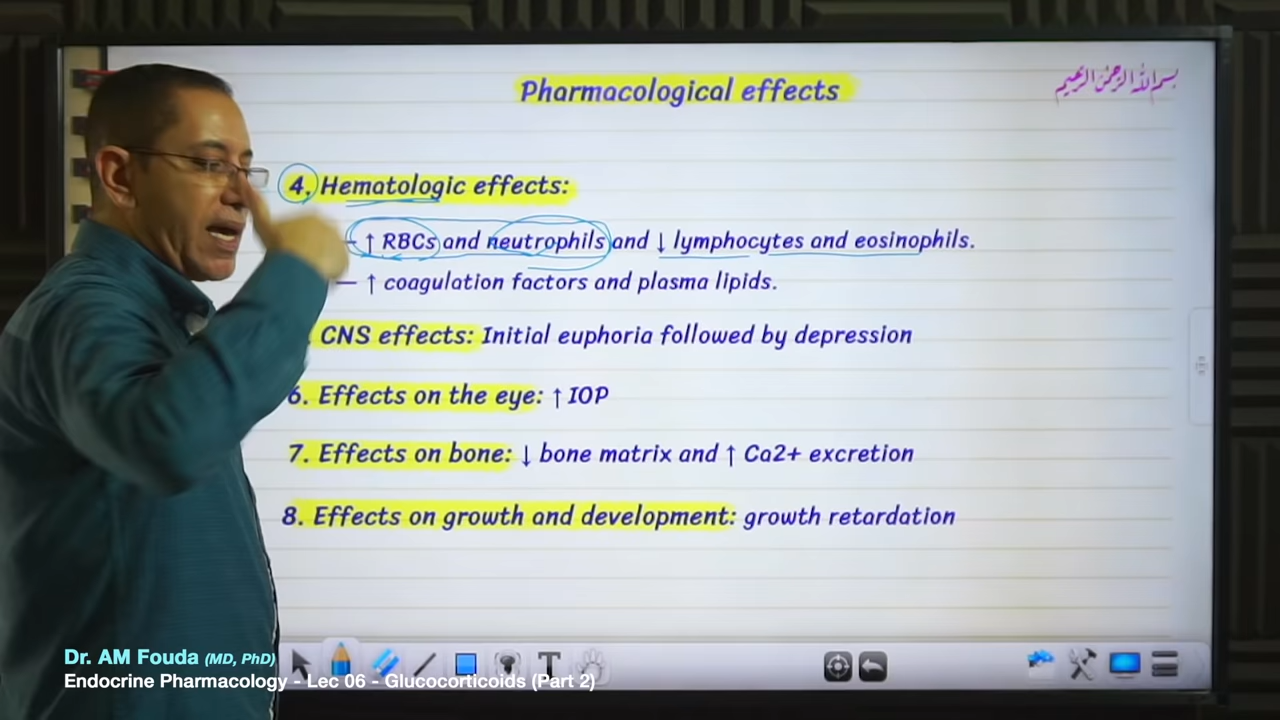 Pharmacological effects
بسم الله الرحمن الرحيم
4. Hematologic effects:
— ↑ RBCs and neutrophils and ↓ lymphocytes and eosinophils.
— ↑ coagulation factors and plasma lipids.
. CNS effects: Initial euphoria followed by depression
6. Effects on the eye: ↑ IOP
7. Effects on bone: ↓ bone matrix and ↑ Ca2+ excretion
8. Effects on growth and development: growth retardation
T
Dr. AM Fouda (MD, PhD)
Endocrine Pharmacology - Lec 06 - Glucocorticoids (Part 2)